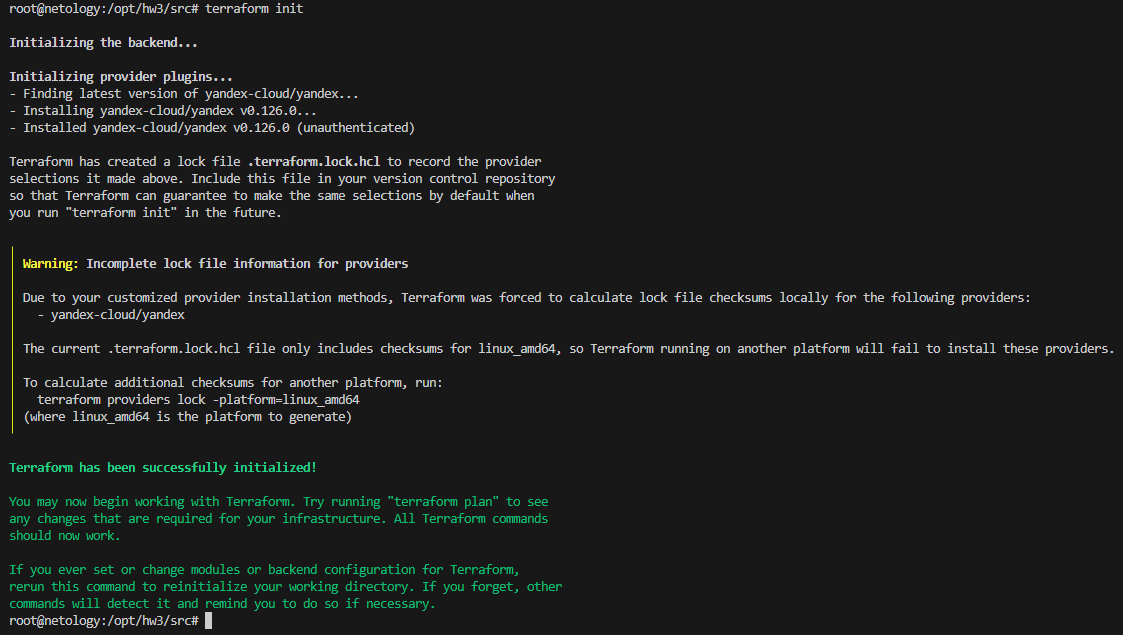 root@netology:/opt/hw3/src# terraform init
Initializing the backend...
Initializing provider plugins...
- Finding latest version of yandex-cloud/yandex...
- Installing yandex-cloud/yandex v0.126.0...
- Installed yandex-cloud/yandex v0.126.0 (unauthenticated)
Terraform has created a lock file .terraform.lock.hcl to record the provider
selections it made above. Include this file in your version control repository
so that Terraform can guarantee to make the same selections by default when
you run "terraform init" in the future.
Warning: Incomplete lock file information for providers
Due to your customized provider installation methods, Terraform was forced to calculate lock file checksums locally for the following providers:
- yandex-cloud/yandex
The current .terraform.lock.hcl file only includes checksums for linux_amd64, so Terraform running on another platform will fail to install these providers.
To calculate additional checksums for another platform, run:
terraform providers lock -platform=linux_amd64
(where linux_amd64 is the platform to generate)
Terraform has been successfully initialized!
You may now begin working with Terraform. Try running "terraform plan" to see
any changes that are required for your infrastructure. All Terraform commands
should now work.
If you ever set or change modules or backend configuration for Terraform,
rerun this command to reinitialize your working directory. If you forget, other
commands will detect it and remind you to do so if necessary.
root@netology:/opt/hw3/src#